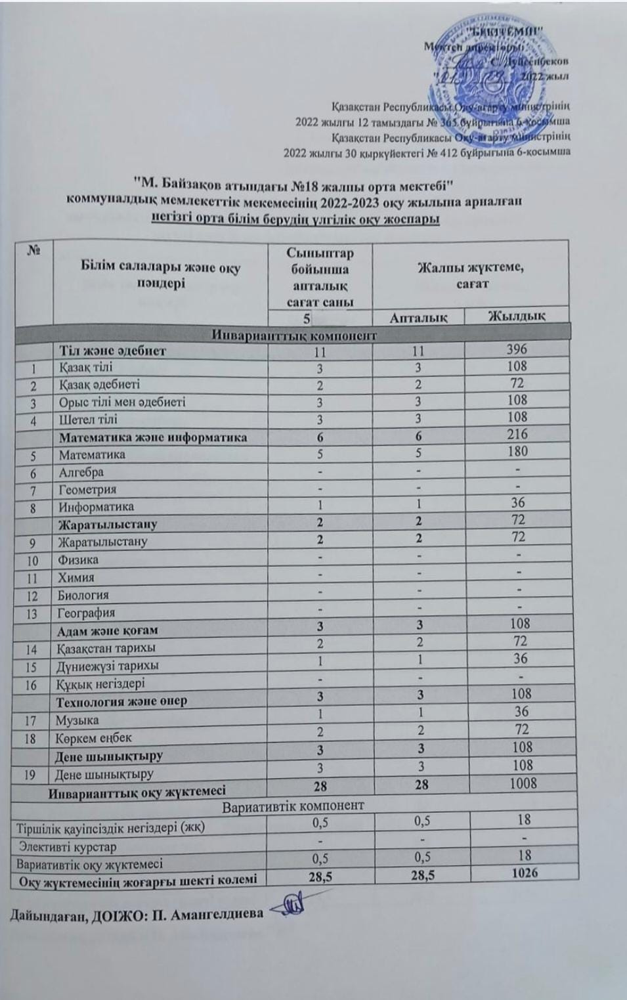 "БЕКІТЕМІН"
Мектеп директоры
2022 жыл
Қазақстан Республикасы Оқу-ағарту министрінің
2022 жылғы 12 тамыздағы № 365 бұйрығына 6-қосымша
Қазақстан Республикасы Оқу-ағарту министрінің
2022 жылғы 30 қыркүйектегі № 412 бұйрығына 6-қосымша
"М. Байзақов атындағы №18 жалпы орта мектебі"
коммуналдық мемлекеттік мекемесінің 2022-2023 оқу жылына арналған
негізгі орта білім берудің үлгілік оқу жоспары
№ Білім салалары және оқу пәндері Сыныптар бойынша апталық сағат саны Жалпы жүктеме, сағат
5 Апталық Жылдық
Инварианттық компонент
Тіл және әдебиет 11 11 396
1 Қазақ тілі 3 3 108
2 Қазақ әдебиеті 2 2 72
3 Орыс тілі мен әдебиеті 3 3 108
4 Шетел тілі 3 3 108
Математика және информатика 6 6 216
5 Математика 5 5 180
6 Алгебра - - -
7 Геометрия - - -
8 Информатика 1 1 36
Жаратылыстану 2 2 72
9 Жаратылыстану 2 2 72
10 Физика - - -
11 Химия - - -
12 Биология - - -
13 География - - -
Адам және қоғам 3 3 108
14 Қазақстан тарихы 2 2 72
15 Дүниежүзі тарихы 1 1 36
16 Құқық негіздері - - -
Технология және өнер 3 3 108
17 Музыка 1 1 36
18 Көркем еңбек 2 2 72
Дене шынықтыру 3 3 108
19 Дене шынықтыру 3 3 108
Инварианттық оқу жүктемесі 28 28 1008
Вариативтік компонент
Тіршілік қауіпсіздік негіздері (жк) 0,5 0,5 18
Элективті курстар - - -
Вариативтік оқу жүктемесі 0,5 0,5 18
Оқу жүктемесінің жоғарғы шекті көлемі 28,5 28,5 1026
Дайындаған, ДОІЖО: П. Амангелдиева